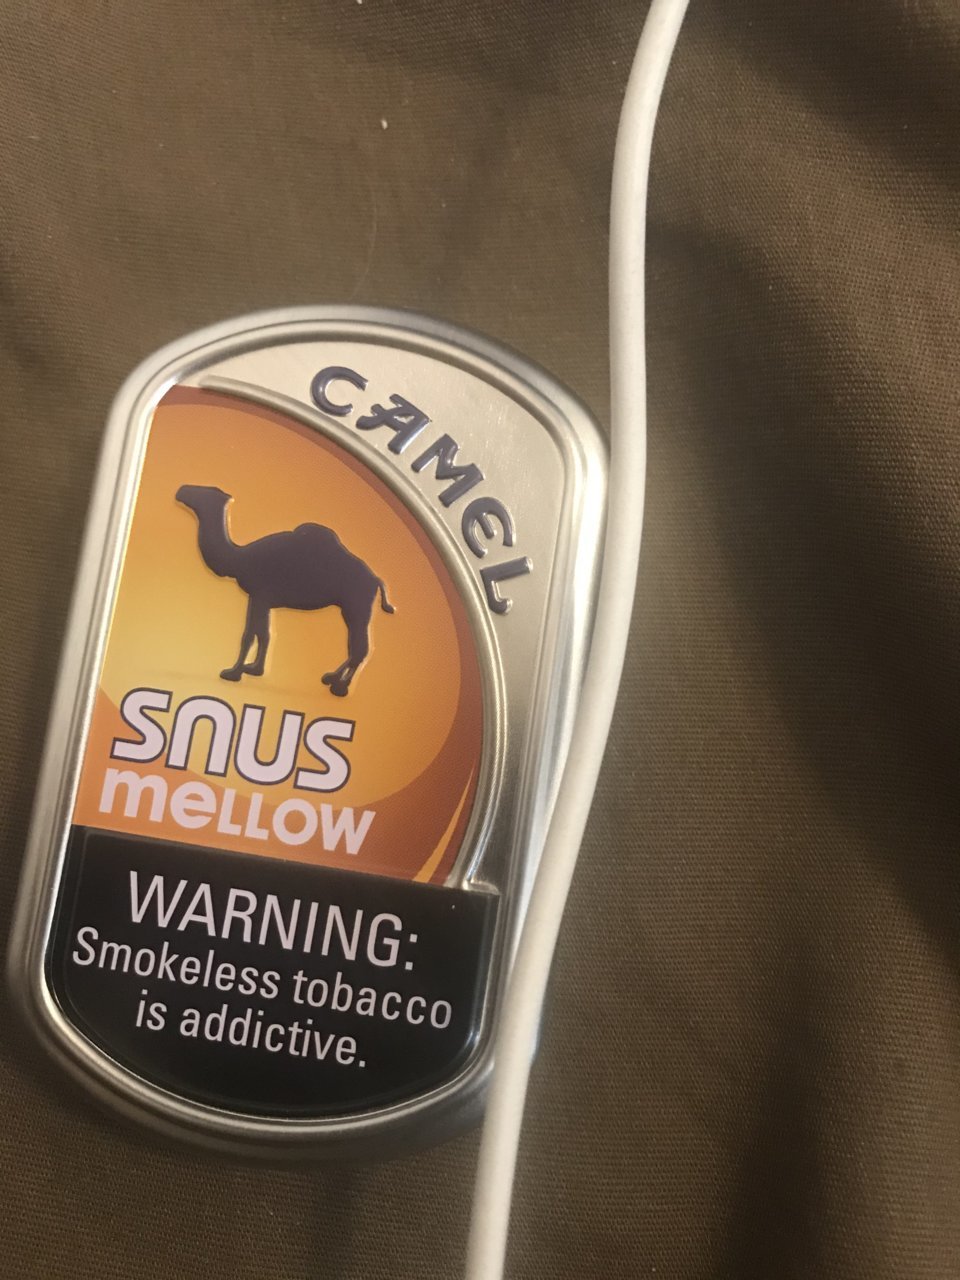 CAMEL
SNUS
meLLOW
WARNING:
Smokeless tobacco
is addictive.